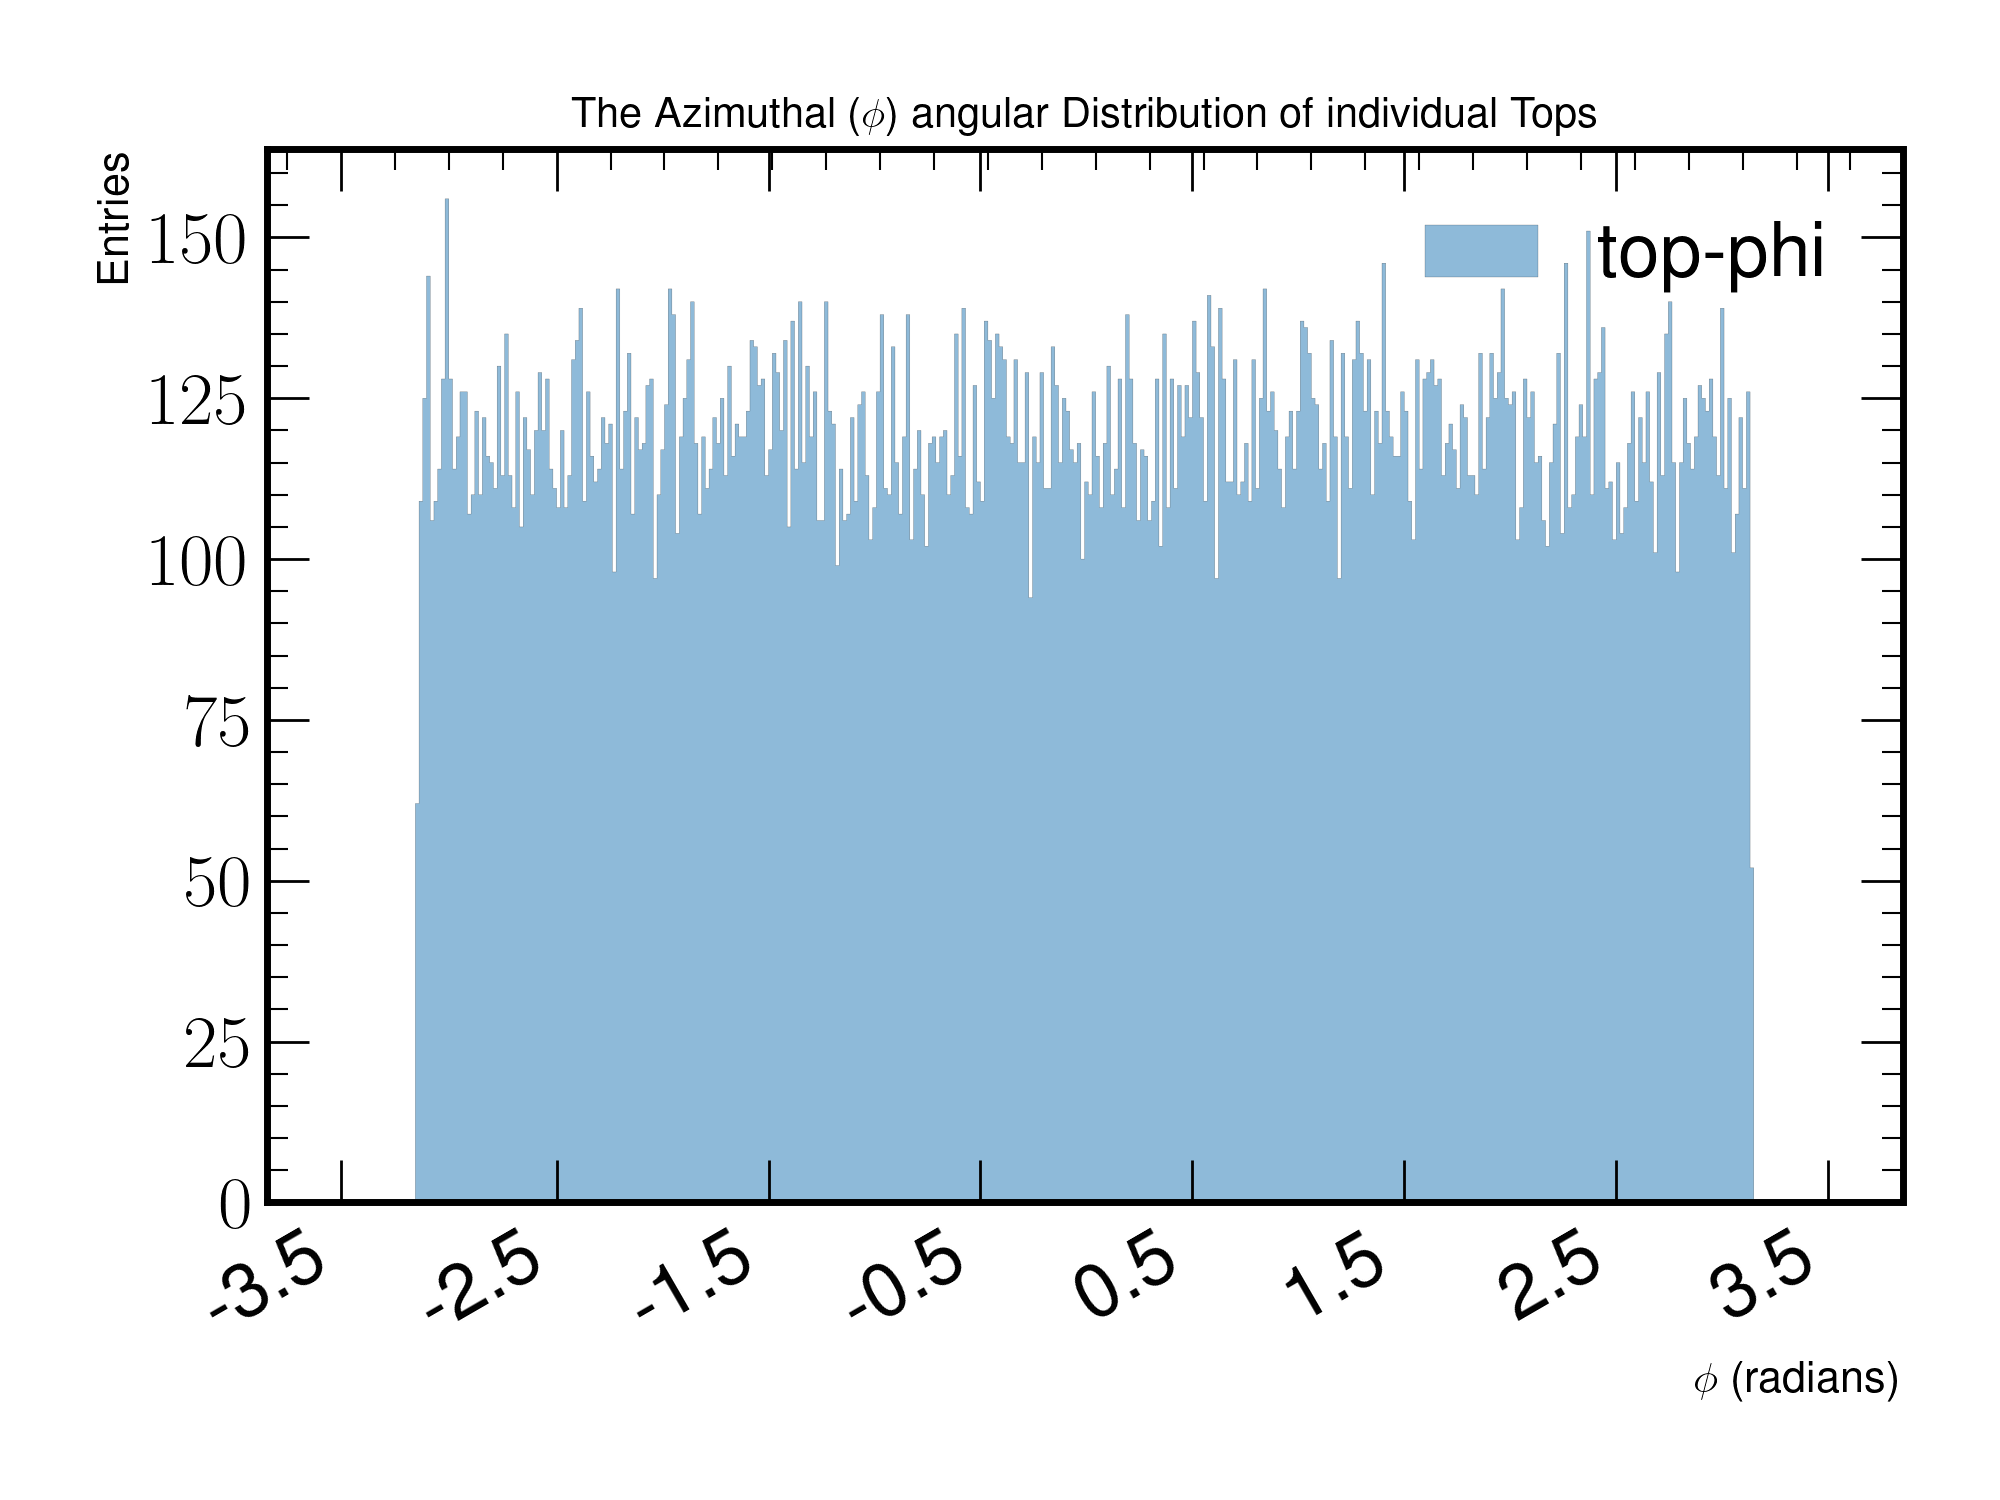 The Azimuthal (ϕ) angular Distribution of individual Tops
Entries
top-phi
150
125
100
75
50
25
0
-3.5 -2.5 -1.5 -0.5 0.5 1.5 2.5 3.5
ϕ (radians)